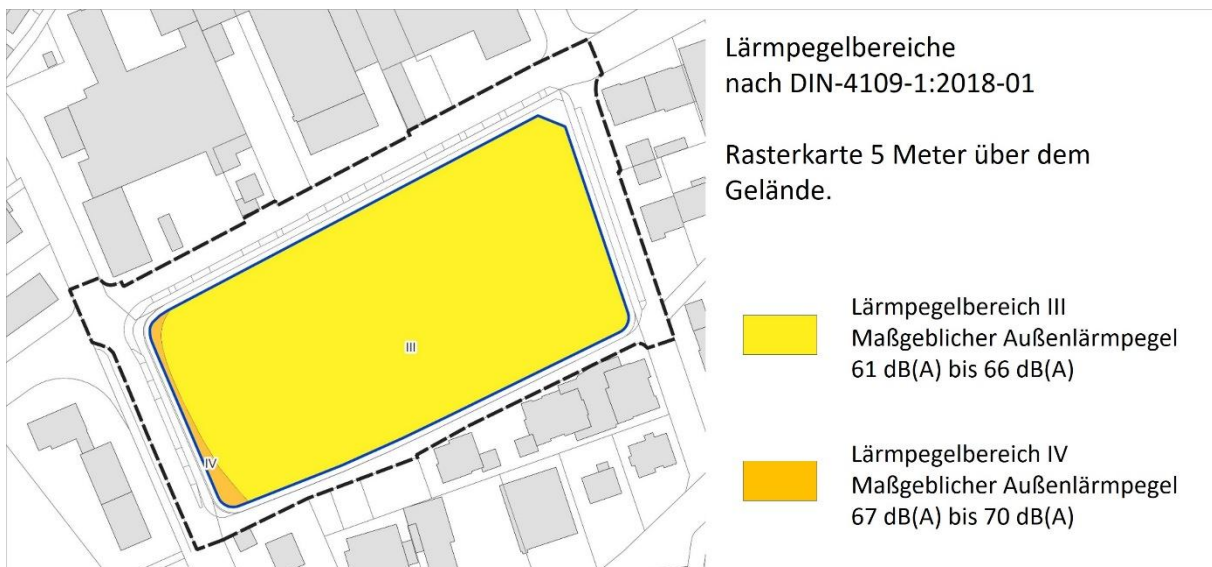 Lärmpegelbereiche
nach DIN-4109-1:2018-01
Rasterkarte 5 Meter über dem
Gelände.
Lärmpegelbereich III
Maßgeblicher Außenlärmpegel
61 dB(A) bis 66 dB(A)
Lärmpegelbereich IV
Maßgeblicher Außenlärmpegel
67 dB(A) bis 70 dB(A)
III
IV